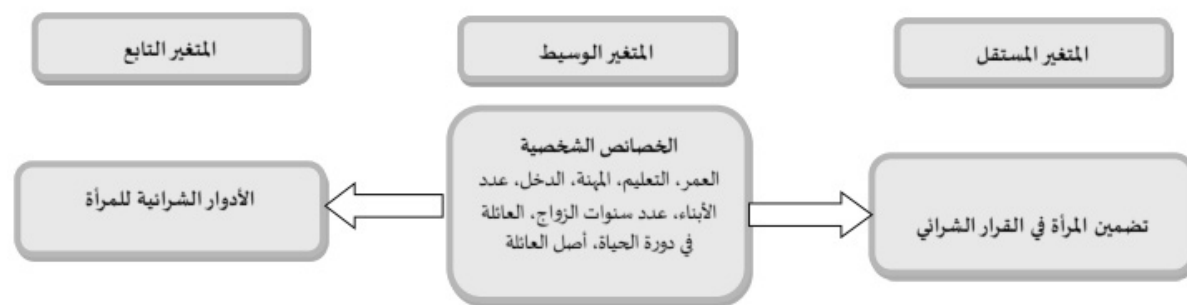 المتغير المستقل
المتغير الوسيط
المتغير التابع
الخصائص الشخصية
العمر، التعليم، المهنة، الدخل، عدد
الأبناء، عدد سنوات الزواج، العائلة
في دورة الحياة، أصل العائلة
تضمين المرأة في القرار الشرائي
الأدوار الشرائية للمرأة